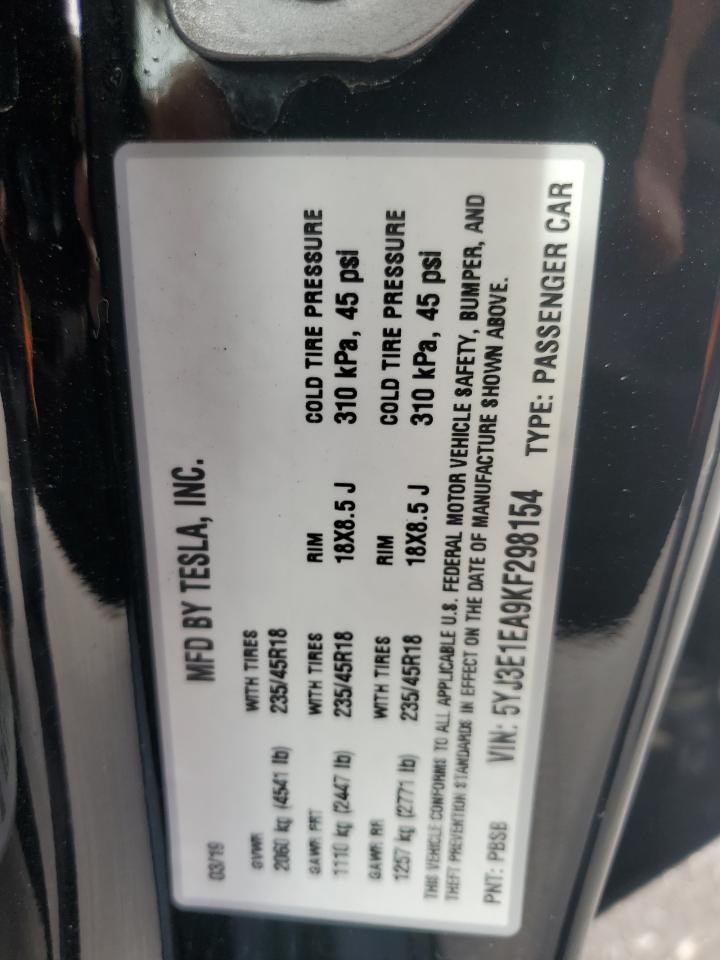 MFD BY TESLA, INC.
03/19
GVWR WITH TIRES
2060 kg (4541 lb) 235/45R18
GAWR FRT WITH TIRES RIM COLD TIRE PRESSURE
1110 kg (2447 lb) 235/45R18 18X8.5 J 310 kPa, 45 psi
GAWR RR WITH TIRES RIM COLD TIRE PRESSURE
1257 kg (2771 lb) 235/45R18 18X8.5 J 310 kPa, 45 psi
THIS VEHICLE CONFORMS TO ALL APPLICABLE U.S. FEDERAL MOTOR VEHICLE SAFETY, BUMPER, AND
THEFT PREVENTION STANDARDS IN EFFECT ON THE DATE OF MANUFACTURE SHOWN ABOVE.
PNT: PBSB VIN: 5YJ3E1EA9KF298154 TYPE: PASSENGER CAR